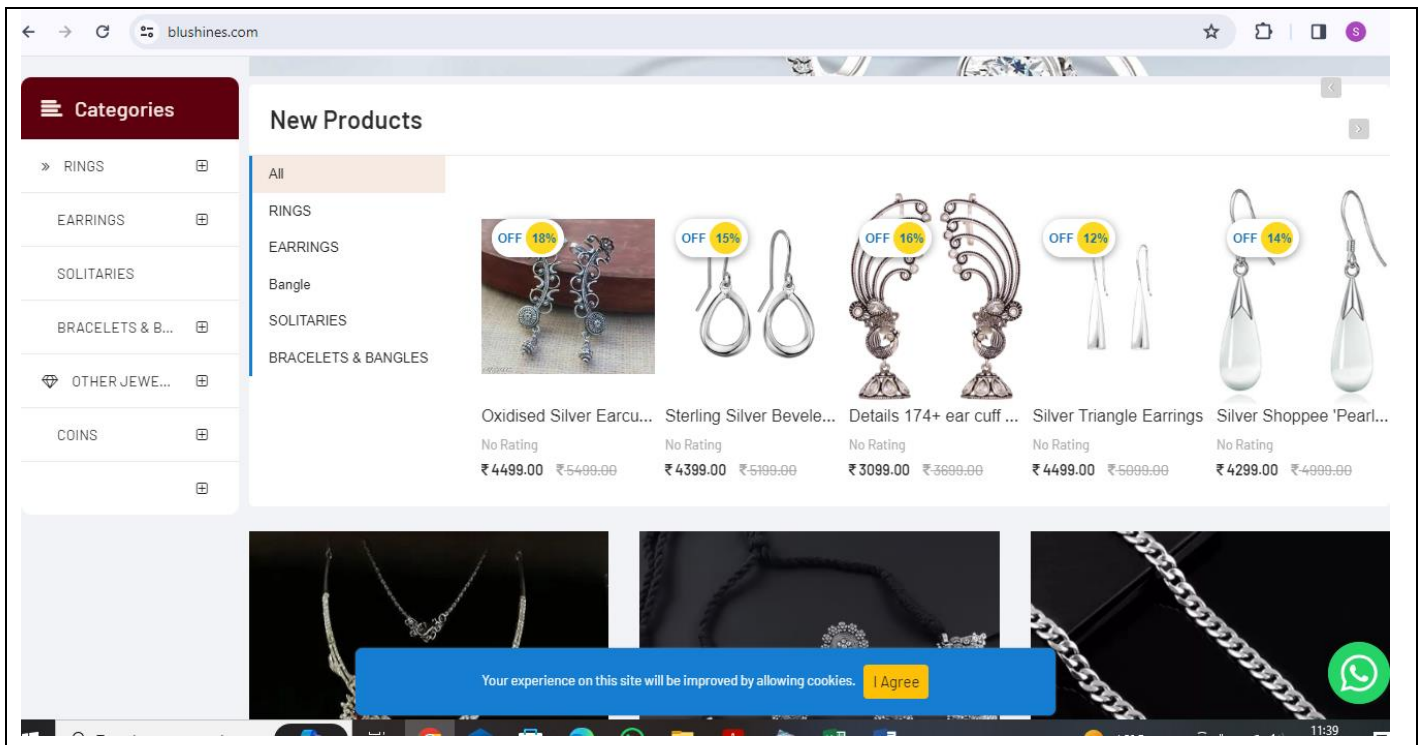 blushines.com
S
Categories
RINGS
EARRINGS
SOLITARIES
BRACELETS & B...
OTHER JEWE...
COINS
New Products
All
RINGS
EARRINGS
Bangle
SOLITARIES
BRACELETS & BANGLES
OFF 18%
Oxidised Silver Earcu...
No Rating
₹4499.00 ₹5499.00
OFF 15%
Sterling Silver Bevele...
No Rating
₹4399.00 ₹5199.00
OFF 16%
Details 174+ ear cuff ...
No Rating
₹3099.00 ₹3699.00
OFF 12%
Silver Triangle Earrings
No Rating
₹4499.00 ₹5099.00
OFF 14%
Silver Shoppee 'Pearl...
No Rating
₹4299.00 ₹4999.00
Your experience on this site will be improved by allowing cookies. I Agree
11:39